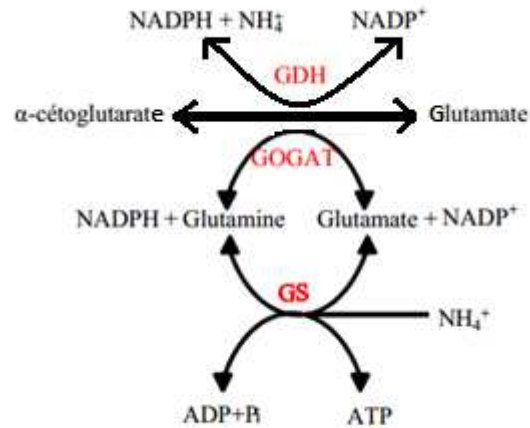 NADPH + NH₄⁺ NADP⁺
GDH
α-cétoglutarate Glutamate
GOGAT
NADPH + Glutamine Glutamate + NADP⁺
GS
NH₄⁺
ADP+Pi ATP